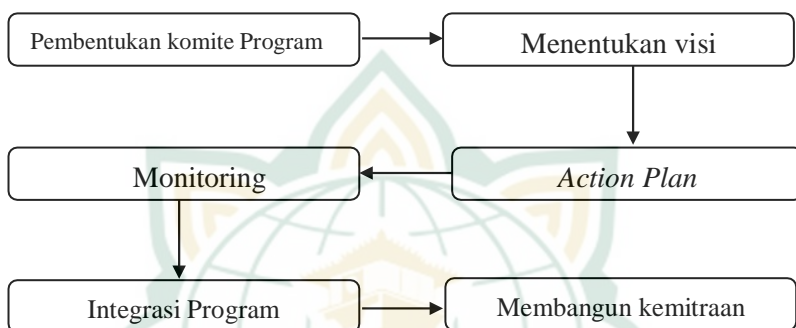 Pembentukan komite Program
Menentukan visi
Action Plan
Monitoring
Integrasi Program
Membangun kemitraan